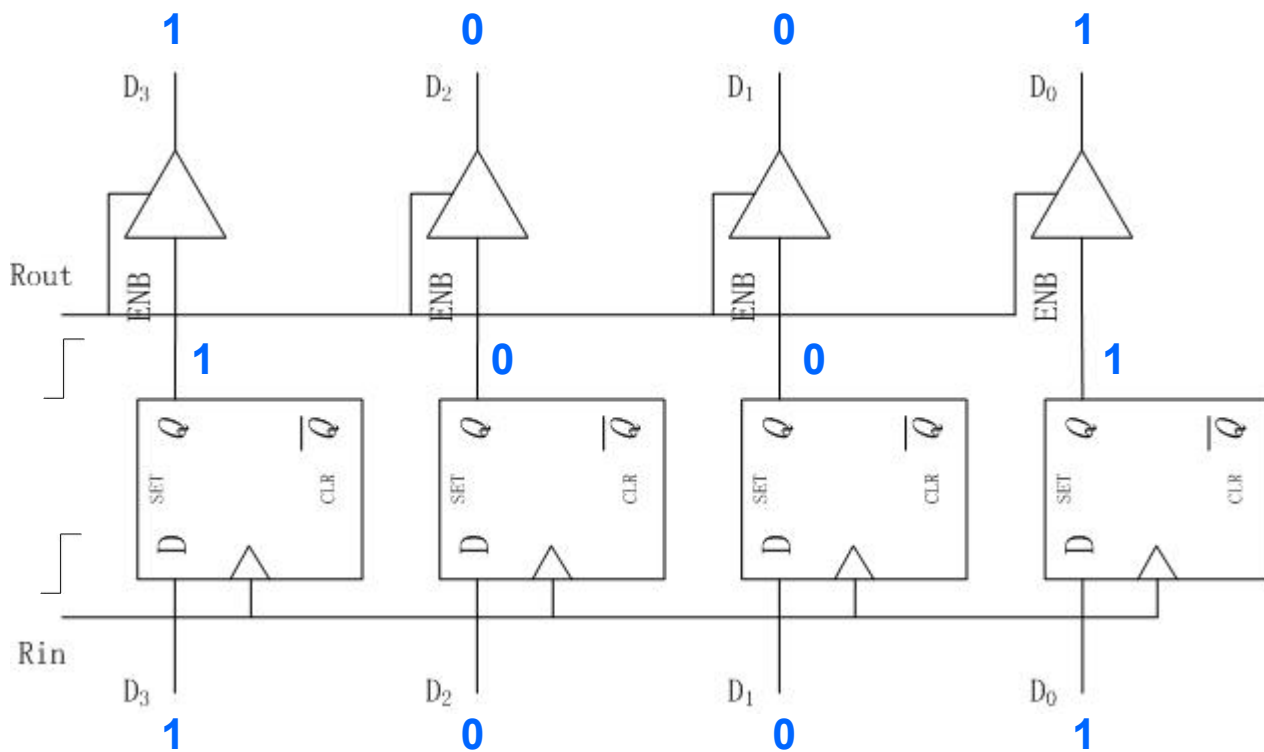 1 0 0 1
D₃ D₂ D₁ D₀
Rout
ENB ENB ENB ENB
1 0 0 1
Q Q̅ Q Q̅ Q Q̅ Q Q̅
SET CLR SET CLR SET CLR SET CLR
D D D D
Rin
D₃ D₂ D₁ D₀
1 0 0 1